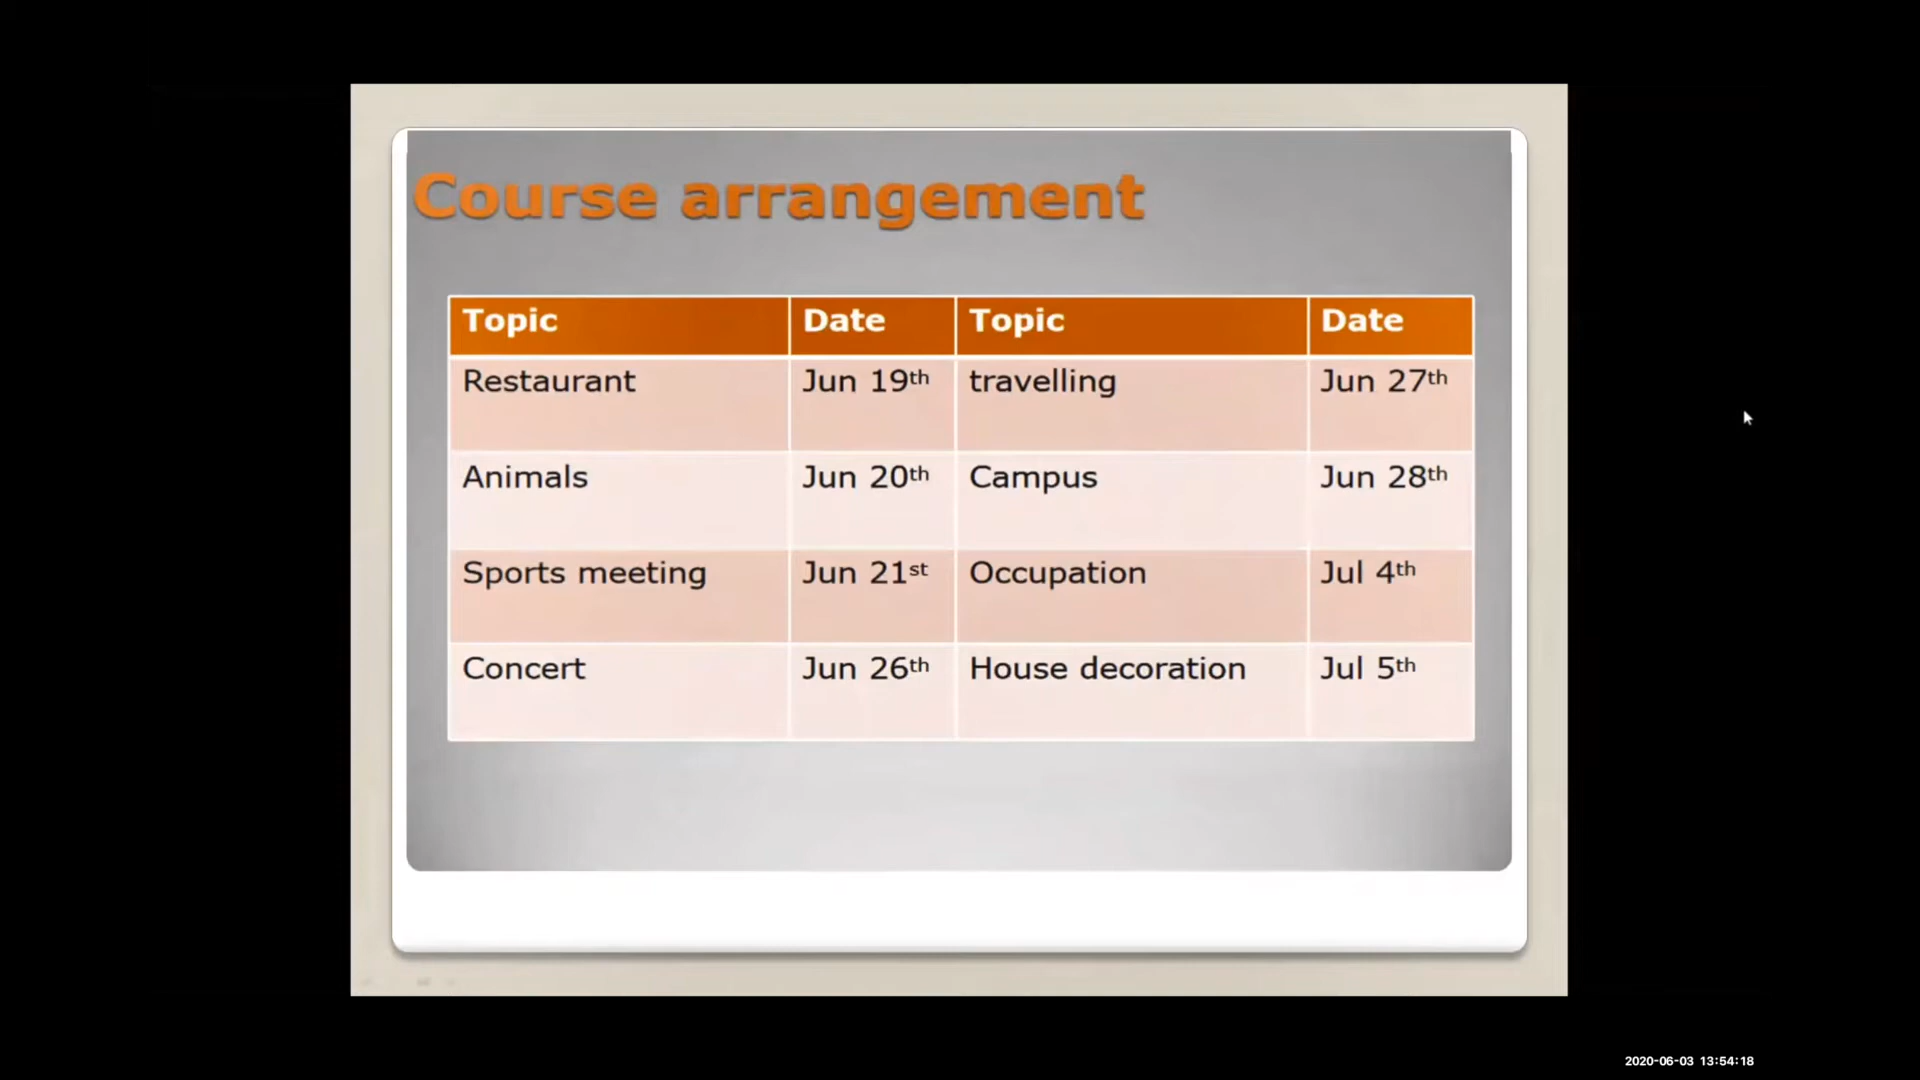 Course arrangement
Topic Date Topic Date
Restaurant Jun 19th travelling Jun 27th
Animals Jun 20th Campus Jun 28th
Sports meeting Jun 21st Occupation Jul 4th
Concert Jun 26th House decoration Jul 5th
2020-06-03 13:54:18